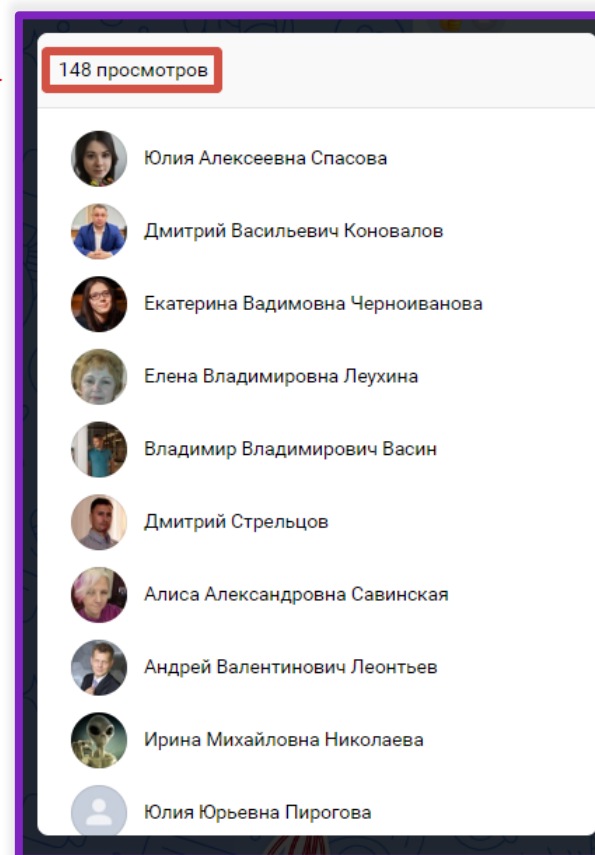 148 просмотров
Юлия Алексеевна Спасова
Дмитрий Васильевич Коновалов
Екатерина Вадимовна Черноиванова
Елена Владимировна Леухина
Владимир Владимирович Васин
Дмитрий Стрельцов
Алиса Александровна Савинская
Андрей Валентинович Леонтьев
Ирина Михайловна Николаева
Юлия Юрьевна Пирогова